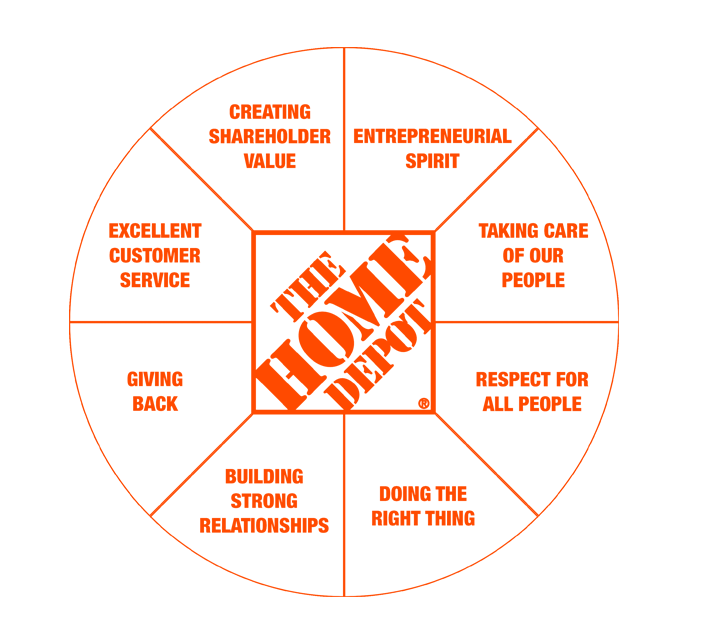 CREATING
SHAREHOLDER
VALUE
ENTREPRENEURIAL
SPIRIT
EXCELLENT
CUSTOMER
SERVICE
TAKING CARE
OF OUR
PEOPLE
THE
HOME
DEPOT
®
GIVING
BACK
RESPECT FOR
ALL PEOPLE
BUILDING
STRONG
RELATIONSHIPS
DOING THE
RIGHT THING